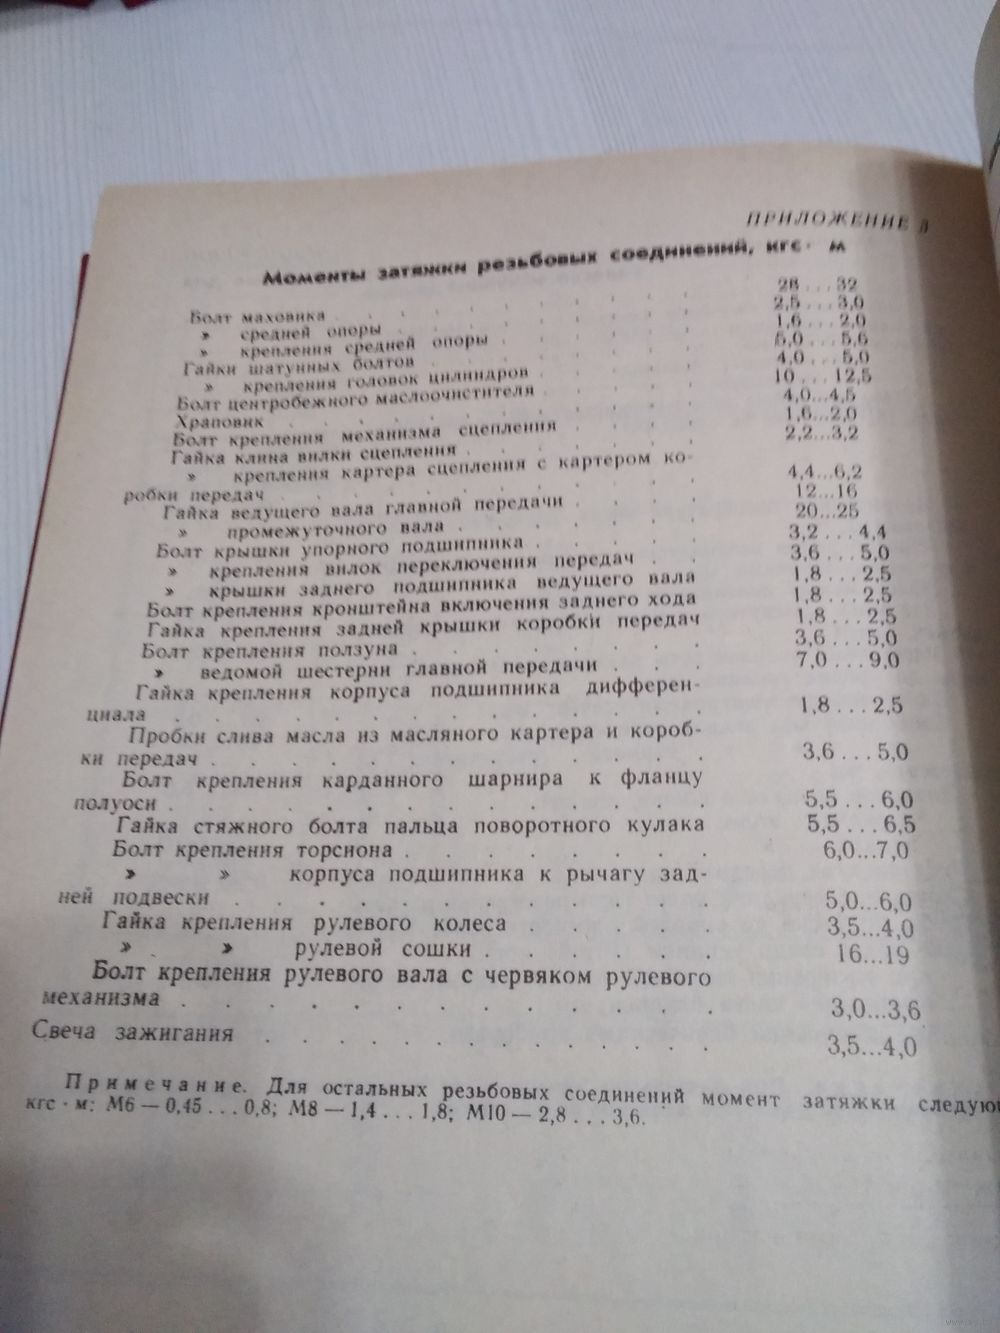 ПРИЛОЖЕНИЕ
Моменты затяжки резьбовых соединений, кгс · м
Болт маховика . . . . . . . . . . 28 . . . 32
» средней опоры . . . . . . . . 2,5 . . . 3,0
» крепления средней опоры . . . . . . 1,6 . . . 2,0
Гайки шатунных болтов . . . . . . . 5,0 . . . 5,6
» крепления головок цилиндров . . . . . 4,0 . . . 5,0
Болт центробежного маслоочистителя . . . . 10 . . . 12,5
Храповик . . . . . . . . . . 4,0...4,5
Болт крепления механизма сцепления . . . . 1,6...2,0
Гайка клина вилки сцепления . . . . . . 2,2...3,2
» крепления картера сцепления с картером ко-
робки передач . . . . . . . . . . . 4,4...6,2
Гайка ведущего вала главной передачи . . . . 12...16
» промежуточного вала . . . . . . 20...25
Болт крышки упорного подшипника . . . . 3,2 . . . 4,4
» крепления вилок переключения передач . . 3,6 . . . 5,0
» крышки заднего подшипника ведущего вала 1,8 . . . 2,5
Болт крепления кронштейна включения заднего хода 1,8 . . . 2,5
Гайка крепления задней крышки коробки передач 1,8 . . . 2,5
Болт крепления ползуна . . . . . . . . 3,6 . . . 5,0
» ведомой шестерни главной передачи . . . 7,0 . . . 9,0
Гайка крепления корпуса подшипника дифферен-
циала . . . . . . . . . . . . . . 1,8 . . . 2,5
Пробки слива масла из масляного картера и короб-
ки передач . . . . . . . . . . . . . 3,6 . . . 5,0
Болт крепления карданного шарнира к фланцу
полуоси . . . . . . . . . . . . . . 5,5 . . . 6,0
Гайка стяжного болта пальца поворотного кулака 5,5 . . . 6,5
Болт крепления торсиона . . . . . . . . 6,0...7,0
» » корпуса подшипника к рычагу зад-
ней подвески . . . . . . . . . . . . 5,0...6,0
Гайка крепления рулевого колеса . . . . . 3,5...4,0
» » рулевой сошки . . . . . . 16...19
Болт крепления рулевого вала с червяком рулевого
механизма . . . . . . . . . . . . . 3,0...3,6
Свеча зажигания . . . . . . . . . . . . 3,5...4,0
Примечание. Для остальных резьбовых соединений момент затяжки
кгс · м: М6 — 0,45 . . . 0,8; М8 — 1,4 . . . 1,8; М10 — 2,8 . . . 3,6.